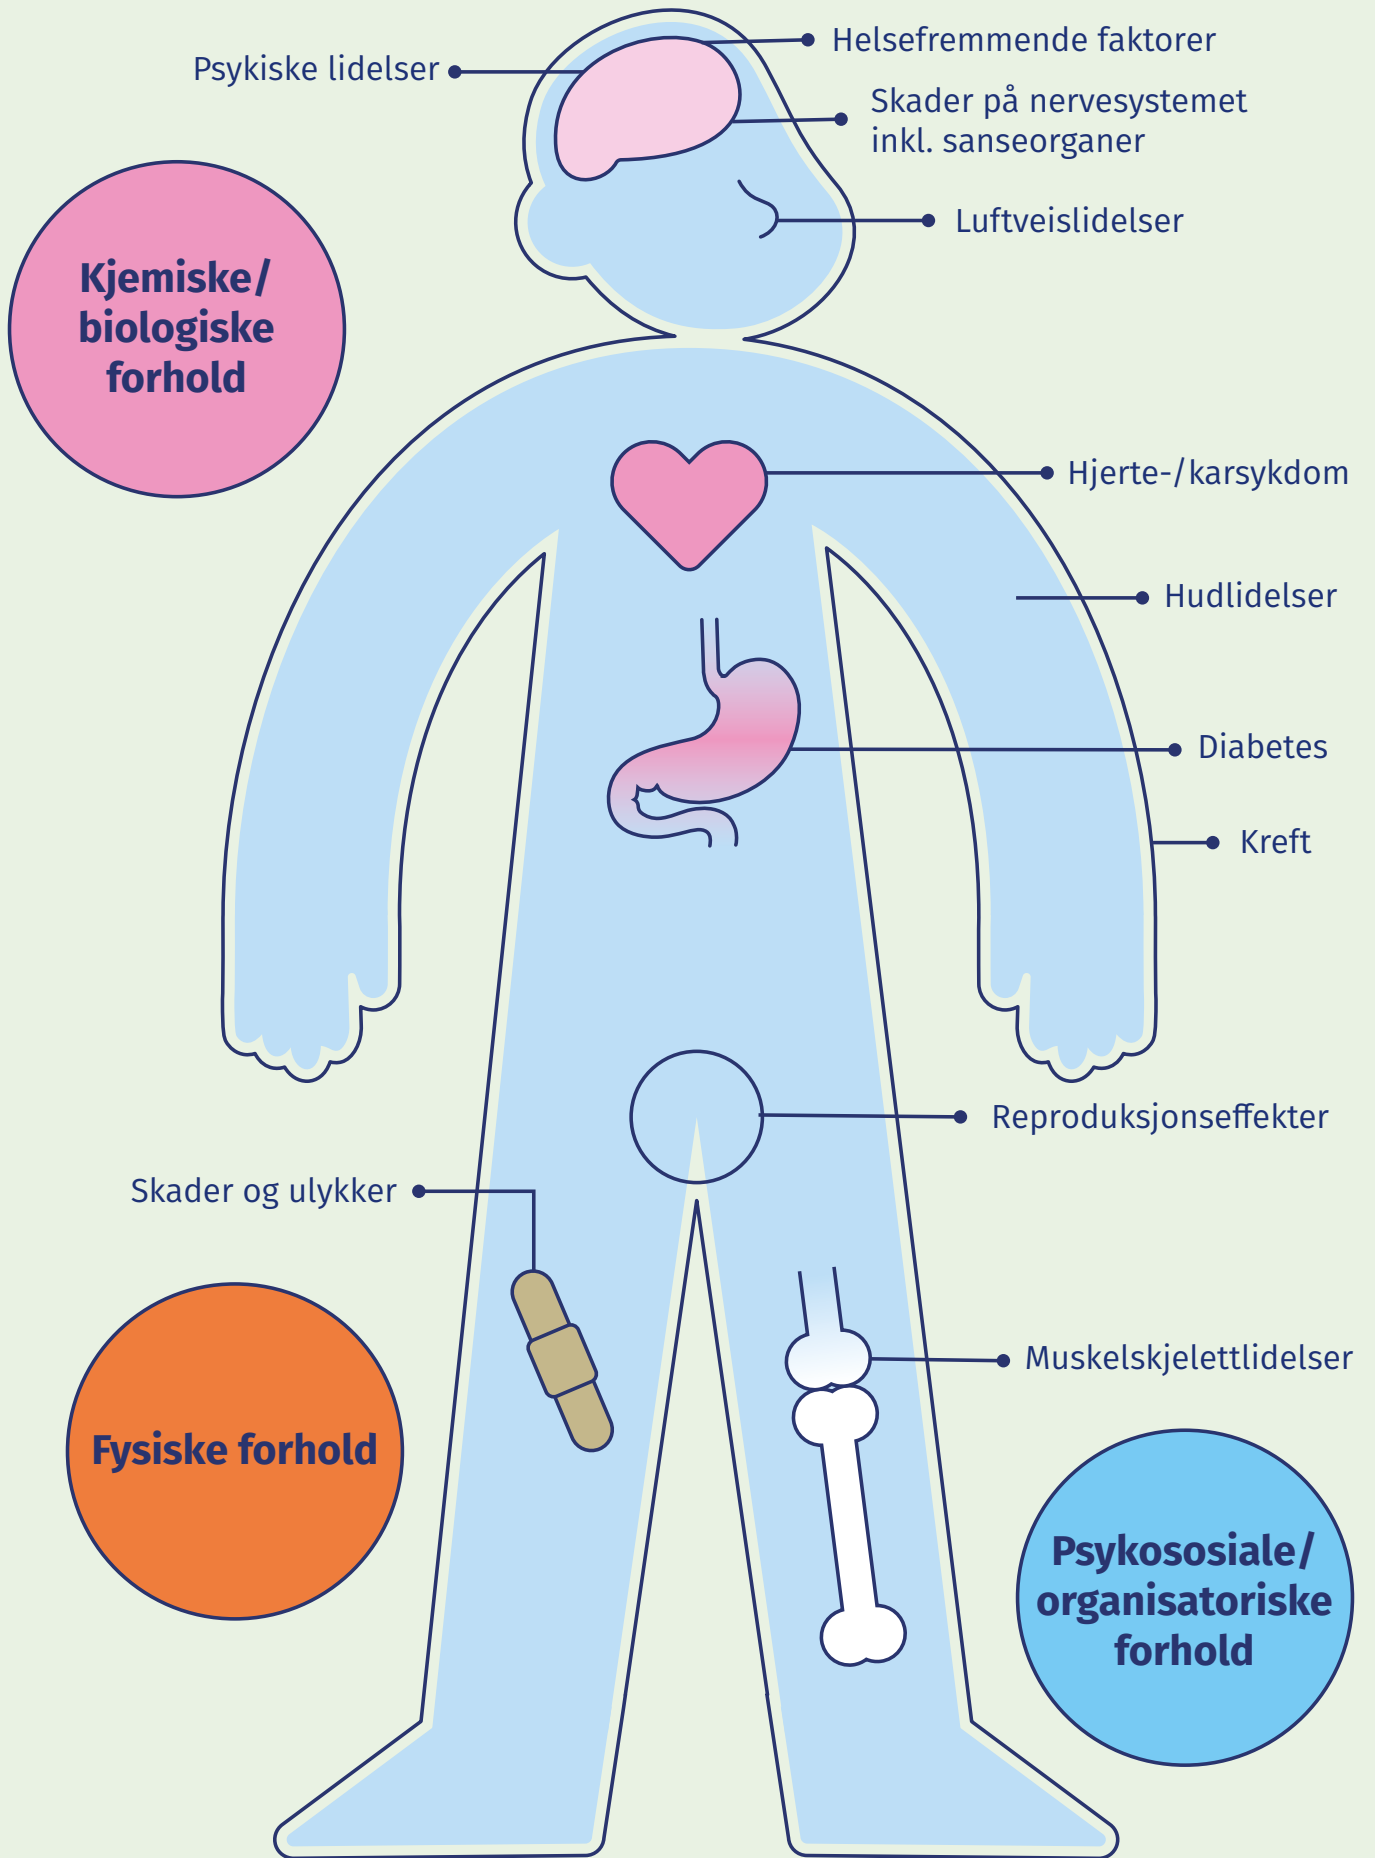 Helsefremmende faktorer
Psykiske lidelser
Skader på nervesystemet
inkl. sanseorganer
Luftveislidelser
Kjemiske/
biologiske
forhold
Hjerte-/karsykdom
Hudlidelser
Diabetes
Kreft
Reproduksjonseffekter
Skader og ulykker
Muskelskjelettlidelser
Fysiske forhold
Psykososiale/
organisatoriske
forhold